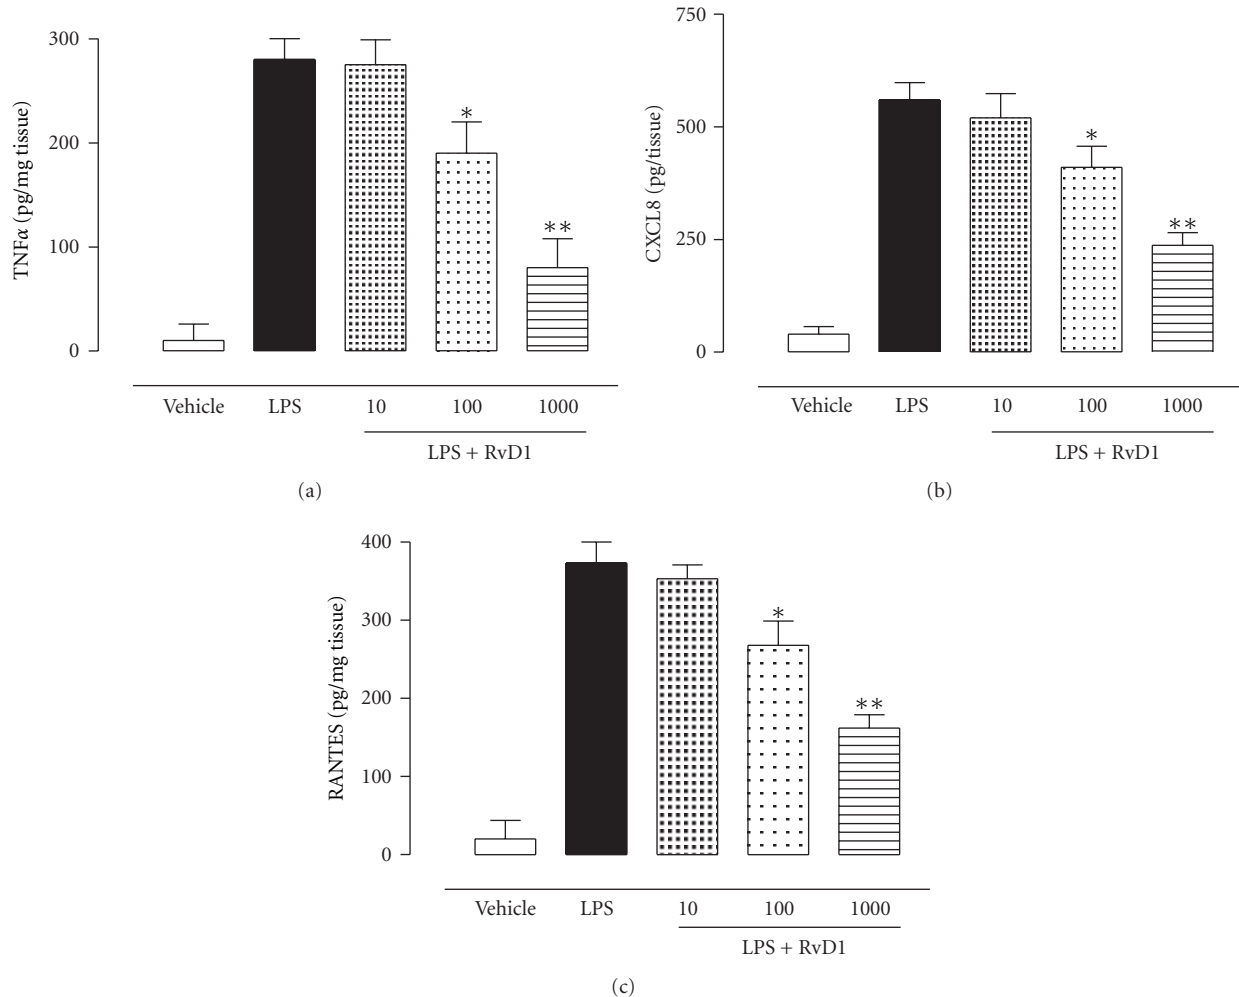 300
200
100
0
TNFα (pg/mg tissue)
*
**
Vehicle LPS 10 100 1000
LPS + RvD1
(a)
750
500
250
0
CXCL8 (pg/tissue)
*
**
Vehicle LPS 10 100 1000
LPS + RvD1
(b)
400
300
200
100
0
RANTES (pg/mg tissue)
*
**
Vehicle LPS 10 100 1000
LPS + RvD1
(c)